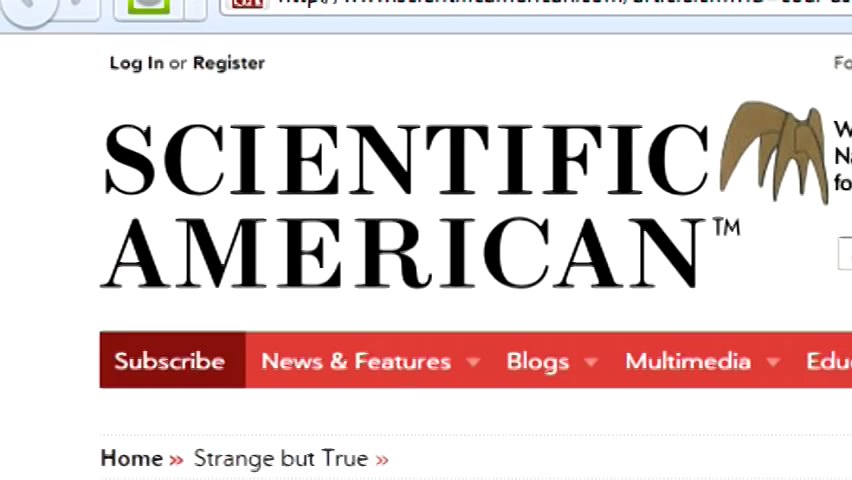 Log In or Register
SCIENTIFIC
AMERICAN™
Subscribe News & Features Blogs Multimedia
Home » Strange but True »